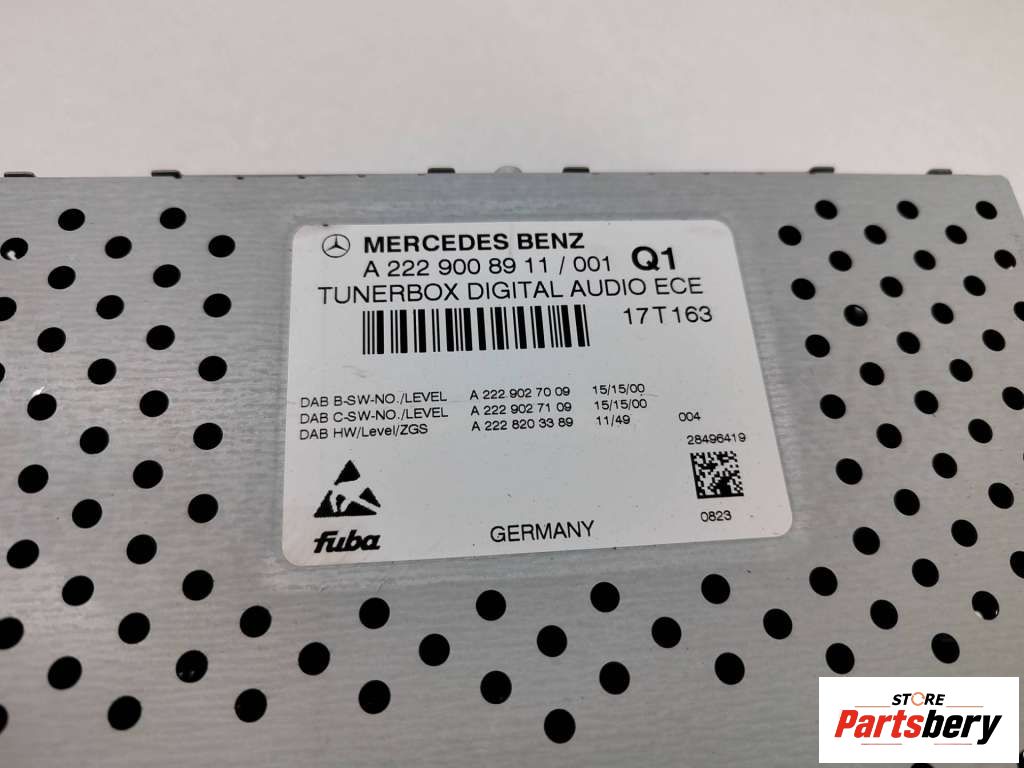 MERCEDES BENZ
A 222 900 89 11 / 001 Q1
TUNERBOX DIGITAL AUDIO ECE
17T163
DAB B-SW-NO./LEVEL A 222 902 70 09 15/15/00
DAB C-SW-NO./LEVEL A 222 902 71 09 15/15/00
DAB HW/Level/ZGS A 222 820 33 89 11/49 004
28496419
0823
fuba
GERMANY
STORE
Partsbery